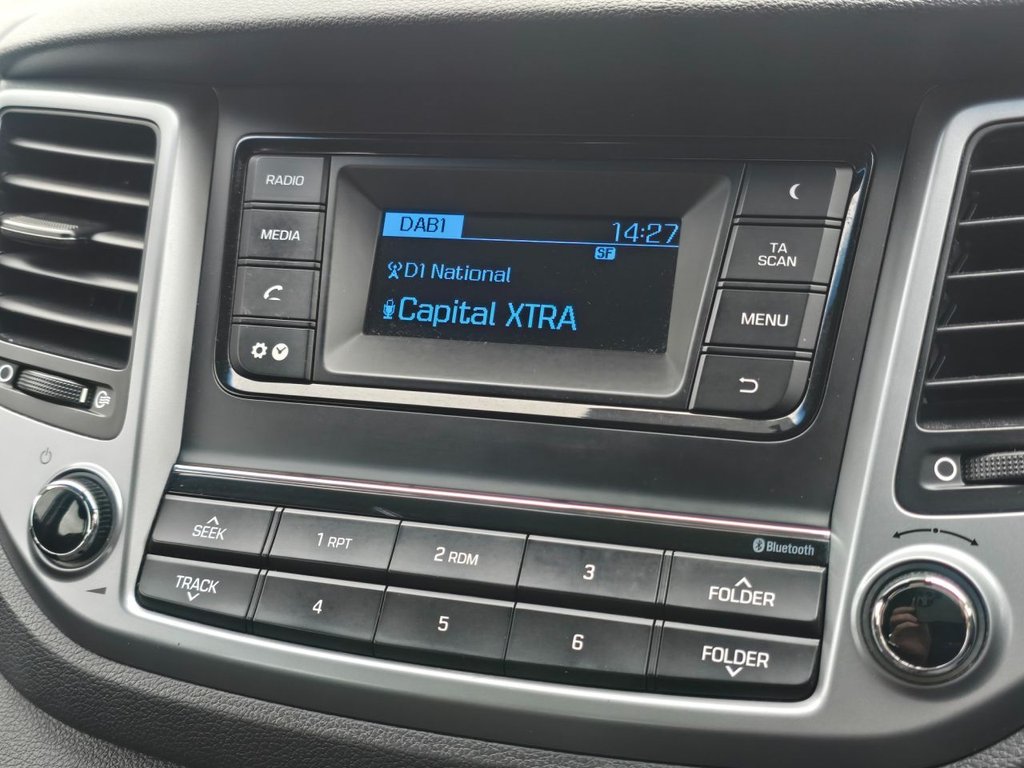 RADIO
MEDIA
DAB1 14:27
SF
D1 National
Capital XTRA
TA
SCAN
MENU
Bluetooth
SEEK
1 RPT
2 RDM
3
FOLDER
TRACK
4
5
6
FOLDER